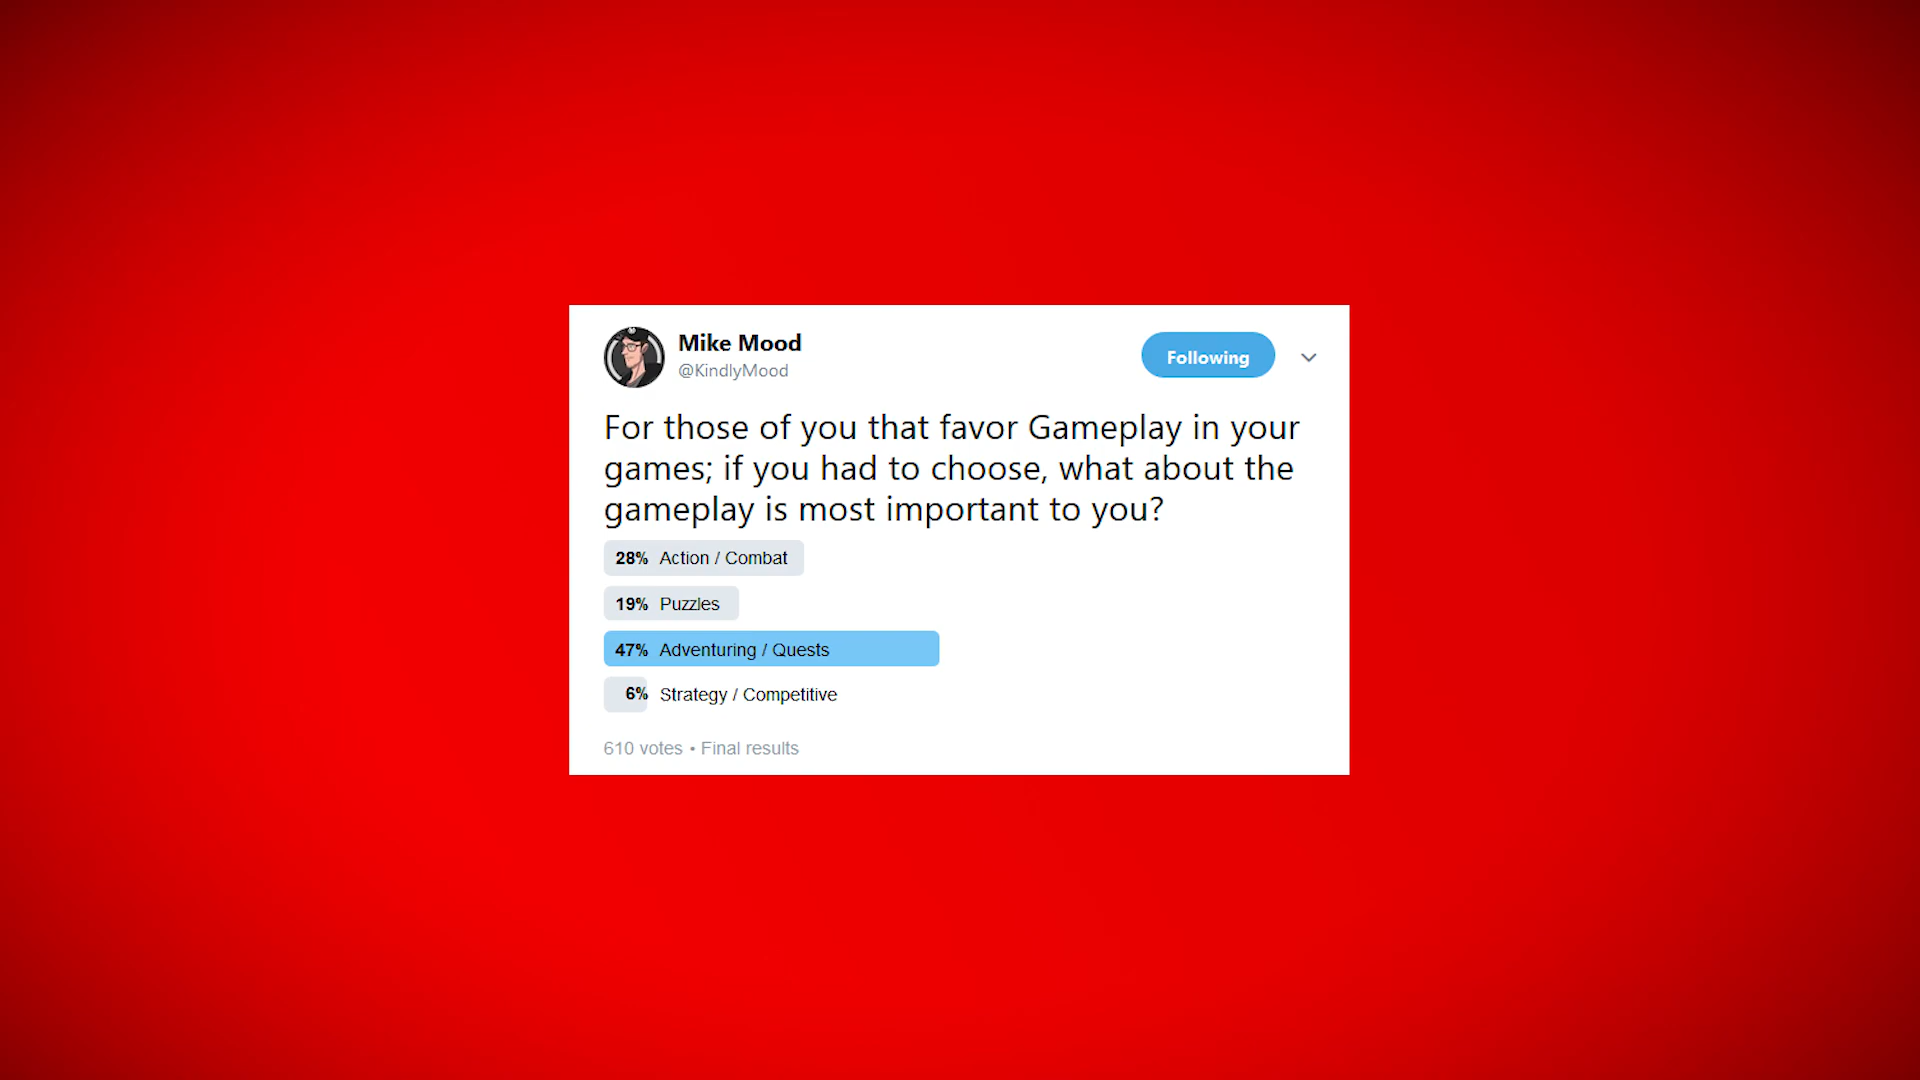 Mike Mood
@KindlyMood
Following
For those of you that favor Gameplay in your
games; if you had to choose, what about the
gameplay is most important to you?
28% Action / Combat
19% Puzzles
47% Adventuring / Quests
6% Strategy / Competitive
610 votes • Final results